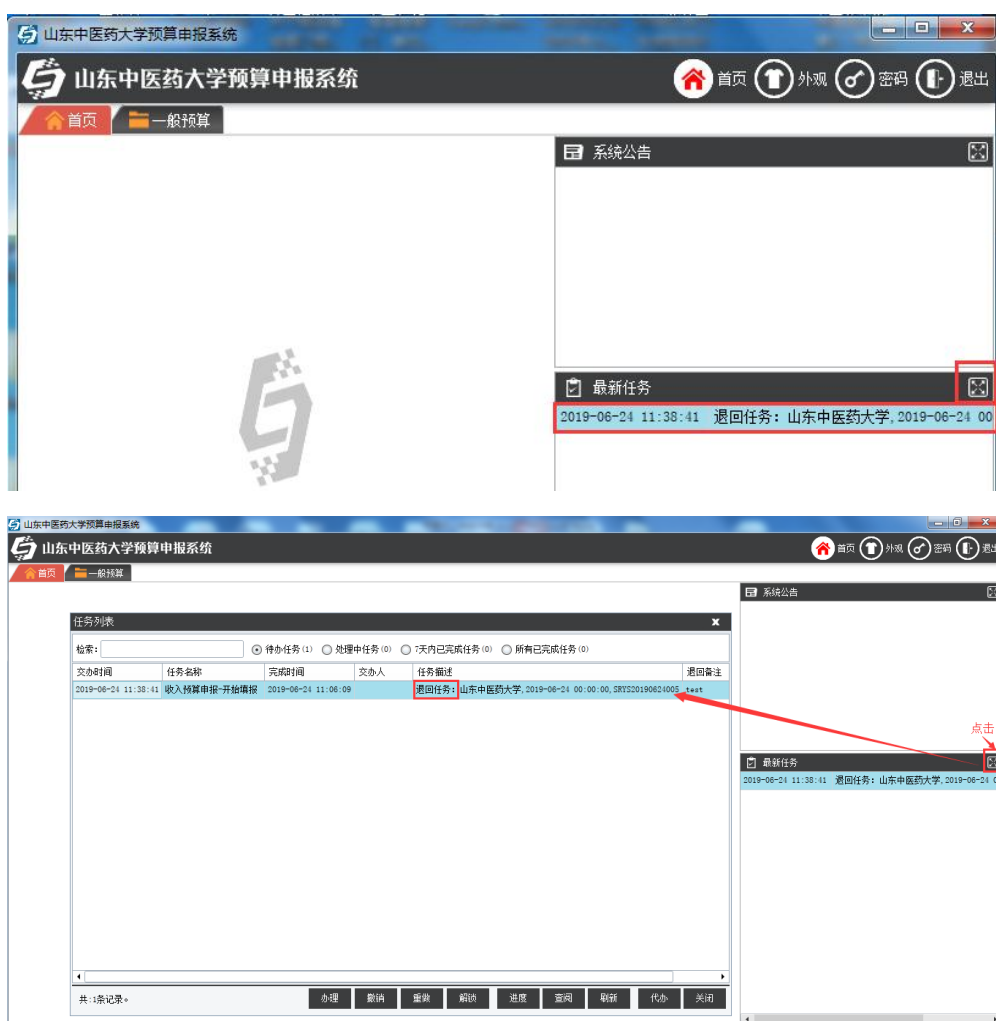 山东中医药大学预算申报系统
山东中医药大学预算申报系统 首页 外观 密码 退出
首页 一般预算
系统公告
最新任务
2019-06-24 11:38:41 退回任务：山东中医药大学,2019-06-24 00
山东中医药大学预算申报系统
山东中医药大学预算申报系统 首页 外观 密码 退出
首页 一般预算
系统公告
任务列表
检索： 待办任务(1) 处理中任务(0) 7天内已完成任务(0) 所有已完成任务(0)
交办时间 任务名称 完成时间 交办人 任务描述 退回备注
2019-06-24 11:38:41 收入预算申报-开始填报 2019-06-24 11:06:09 退回任务：山东中医药大学,2019-06-24 00:00:00,SRYS20190624005 test
点击
最新任务
2019-06-24 11:38:41 退回任务：山东中医药大学,2019-06-24
共:1条记录。 办理 撤销 重做 解锁 进度 查阅 刷新 代办 关闭